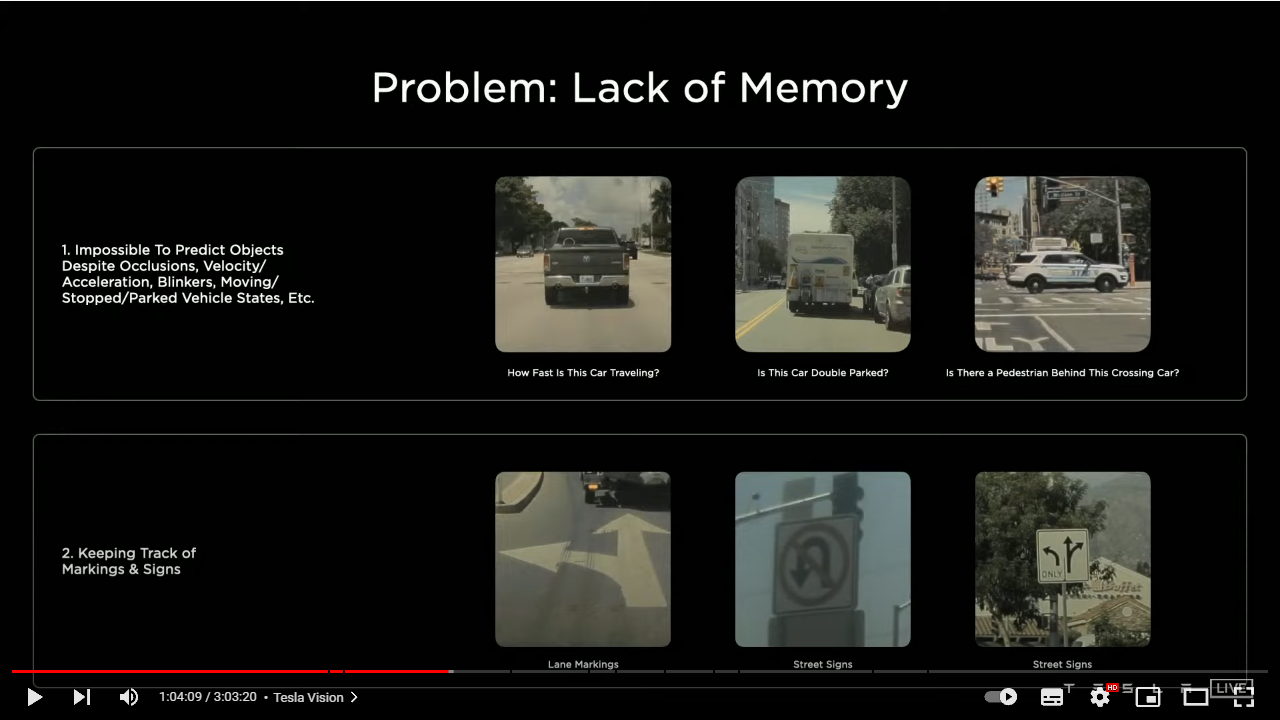 Problem: Lack of Memory
1. Impossible To Predict Objects
Despite Occlusions, Velocity/
Acceleration, Blinkers, Moving/
Stopped/Parked Vehicle States, Etc.
How Fast Is This Car Traveling?
Is This Car Double Parked?
Is There a Pedestrian Behind This Crossing Car?
2. Keeping Track of
Markings & Signs
ONLY
Buffet
Lane Markings
Street Signs
Street Signs
1:04:09 / 3:03:20 • Tesla Vision
HD
TESLA LIVE